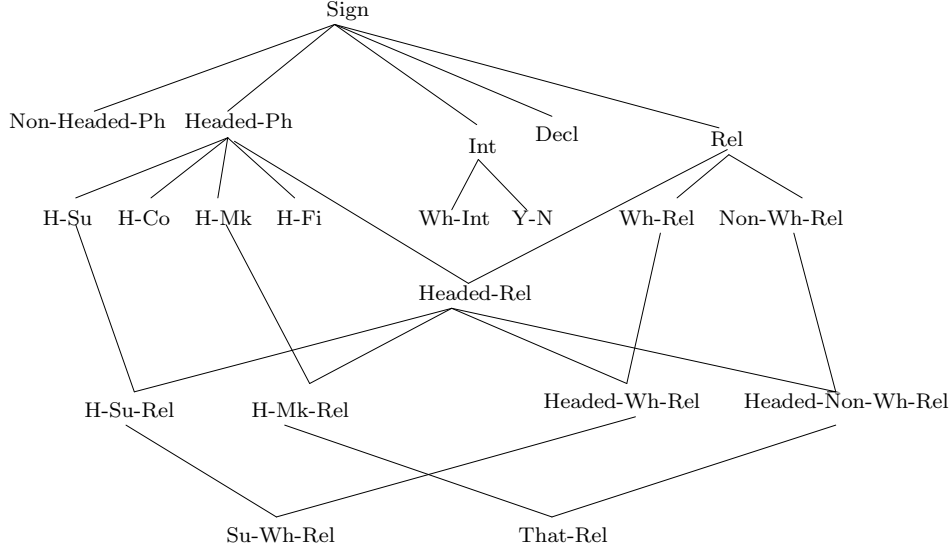 Sign
Non-Headed-Ph Headed-Ph Int Decl Rel
H-Su H-Co H-Mk H-Fi Wh-Int Y-N Wh-Rel Non-Wh-Rel
Headed-Rel
H-Su-Rel H-Mk-Rel Headed-Wh-Rel Headed-Non-Wh-Rel
Su-Wh-Rel That-Rel